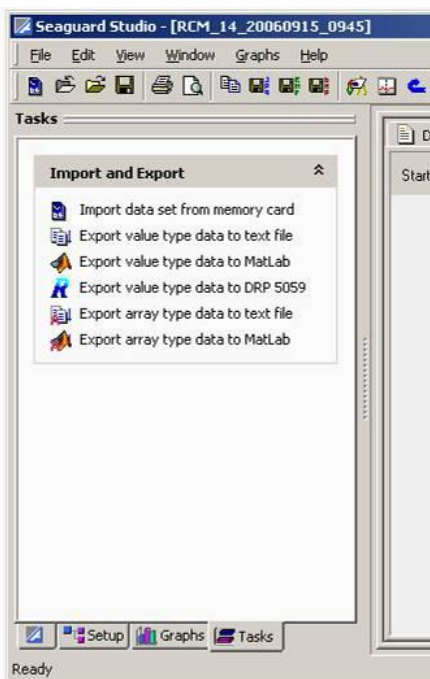 Seaguard Studio - [RCM_14_20060915_0945]
File Edit View Window Graphs Help
Tasks
D
Start
Import and Export
Import data set from memory card
Export value type data to text file
Export value type data to MatLab
Export value type data to DRP 5059
Export array type data to text file
Export array type data to MatLab
Setup Graphs Tasks
Ready